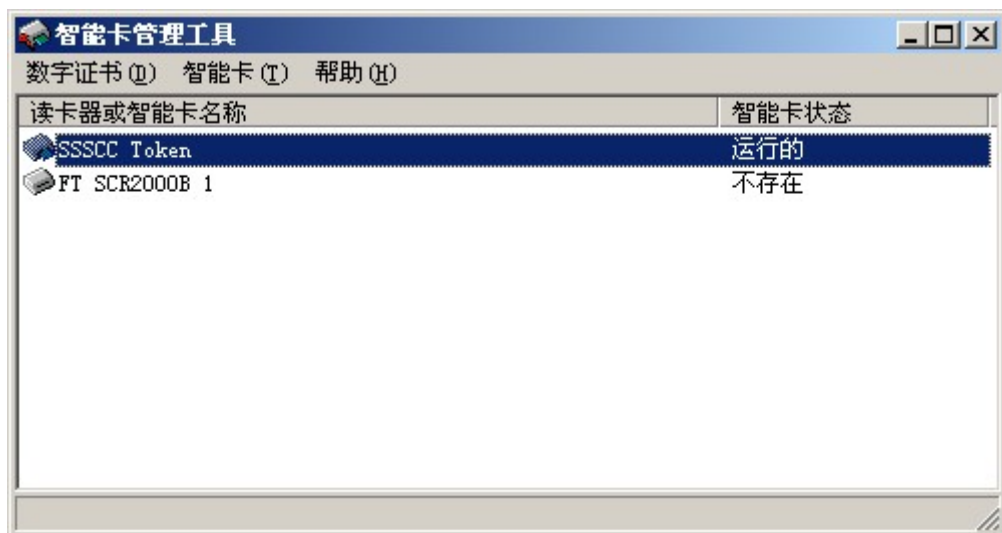 智能卡管理工具
数字证书(D) 智能卡(T) 帮助(H)
读卡器或智能卡名称 智能卡状态
SSSCC Token 运行的
FT SCR2000B 1 不存在